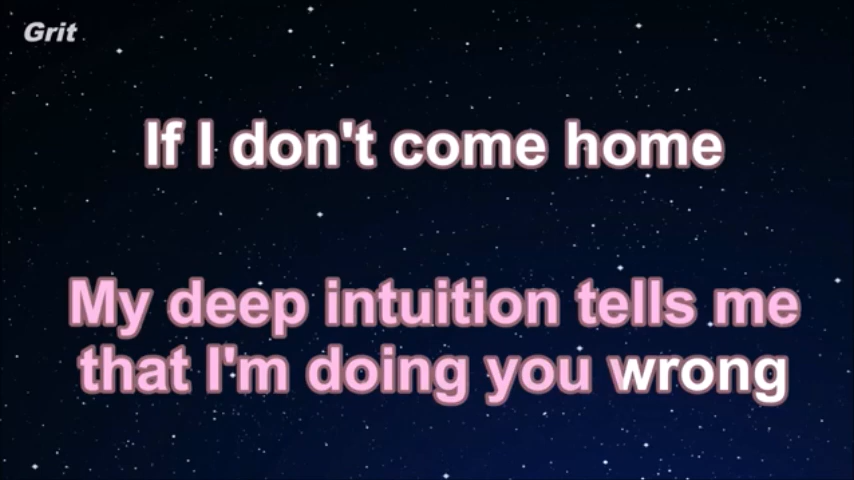 Grit
If I don't come home
My deep intuition tells me
that I'm doing you wrong